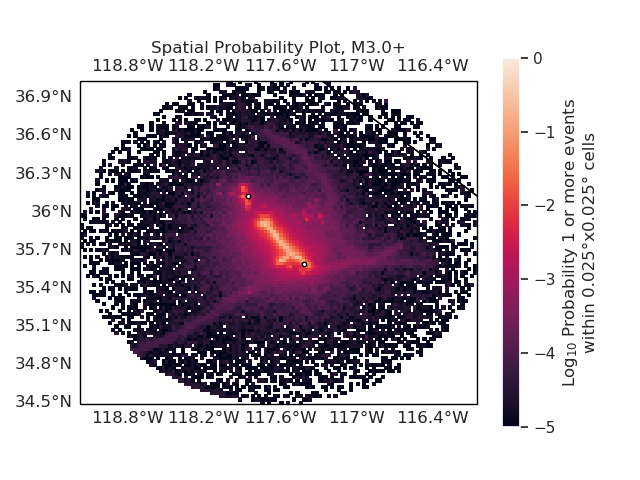 Spatial Probability Plot, M3.0+
118.8°W 118.2°W 117.6°W 117°W 116.4°W
36.9°N
36.6°N
36.3°N
36°N
35.7°N
35.4°N
35.1°N
34.8°N
34.5°N
118.8°W 118.2°W 117.6°W 117°W 116.4°W
0
−1
−2
−3
−4
−5
Log₁₀ Probability 1 or more events
within 0.025°x0.025° cells